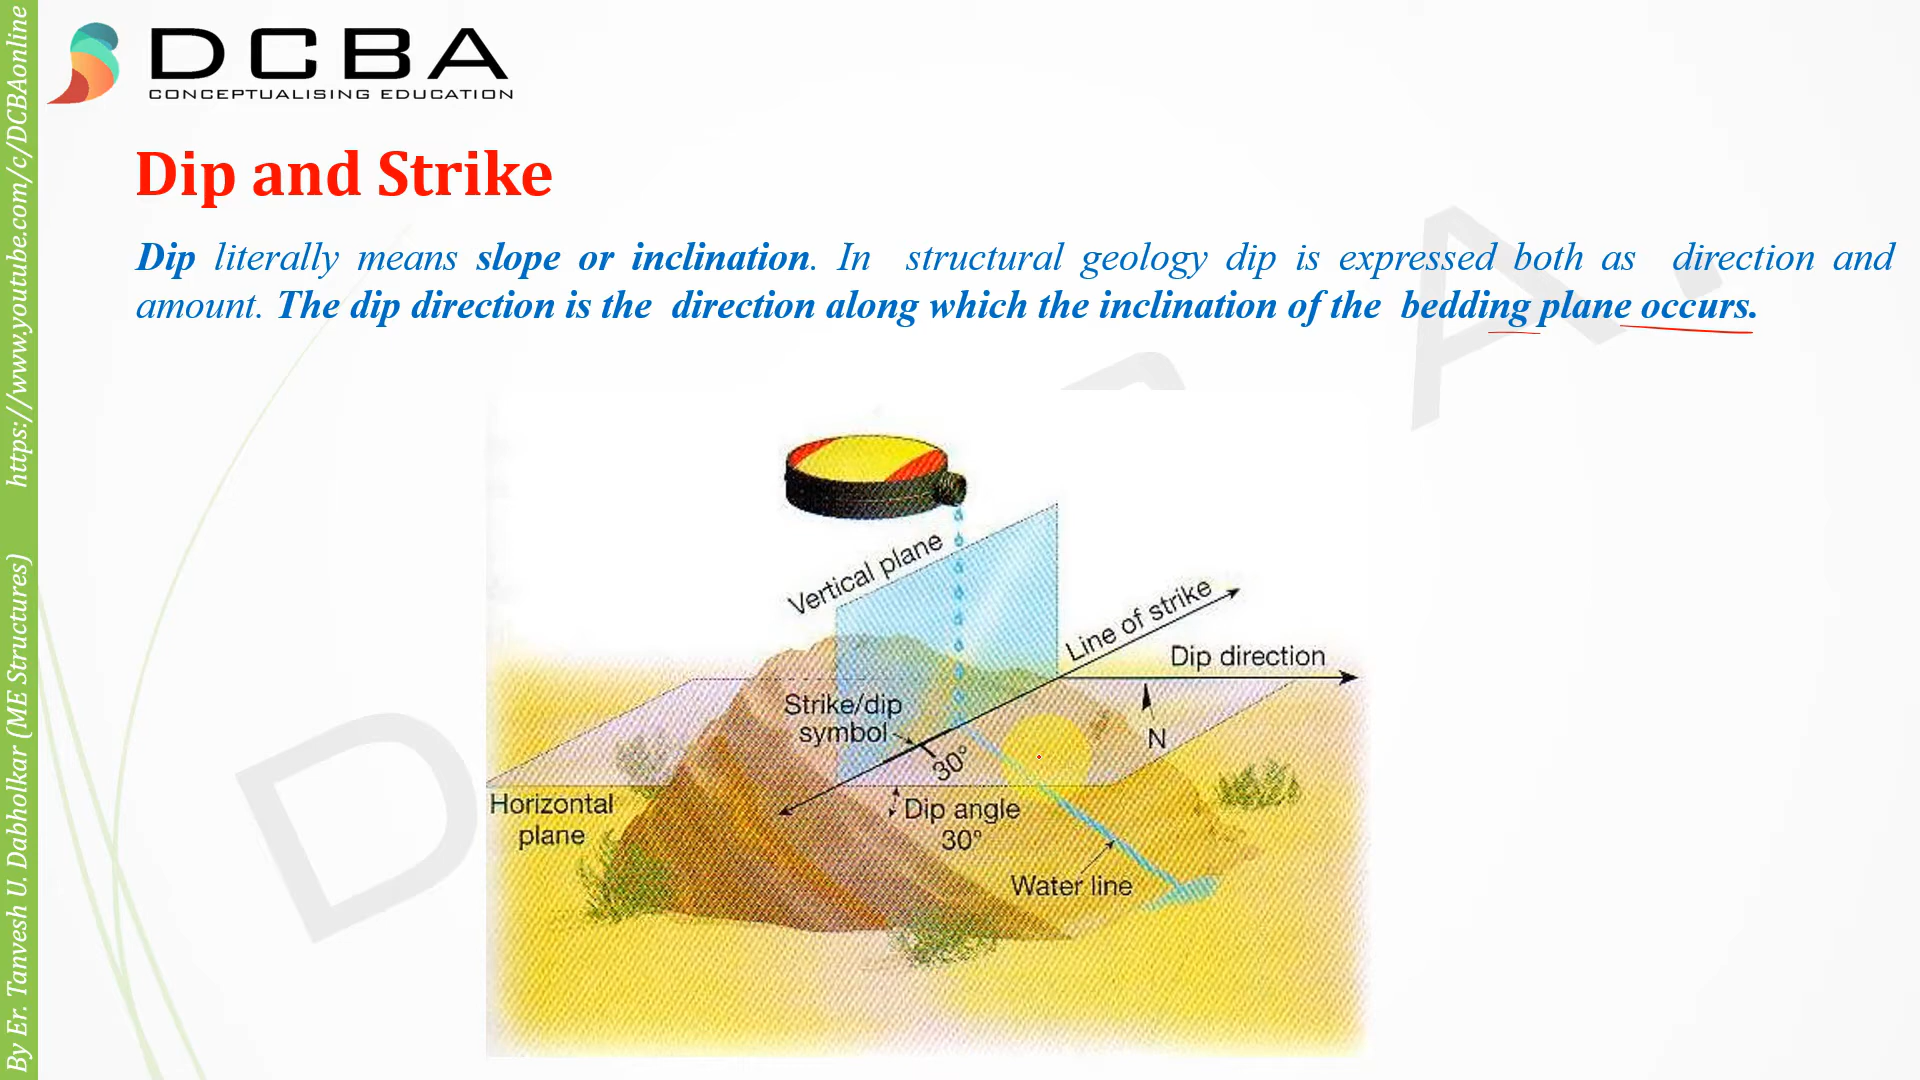 DCBA
CONCEPTUALISING EDUCATION
Dip and Strike
Dip literally means slope or inclination. In structural geology dip is expressed both as direction and
amount. The dip direction is the direction along which the inclination of the bedding plane occurs.
Vertical plane
Line of strike
Dip direction
Strike/dip
symbol
N
30°
Horizontal
plane
Dip angle
30°
Water line
By Er. Tanvesh U. Dabholkar (ME Structures) https://www.youtube.com/c/DCBAonline